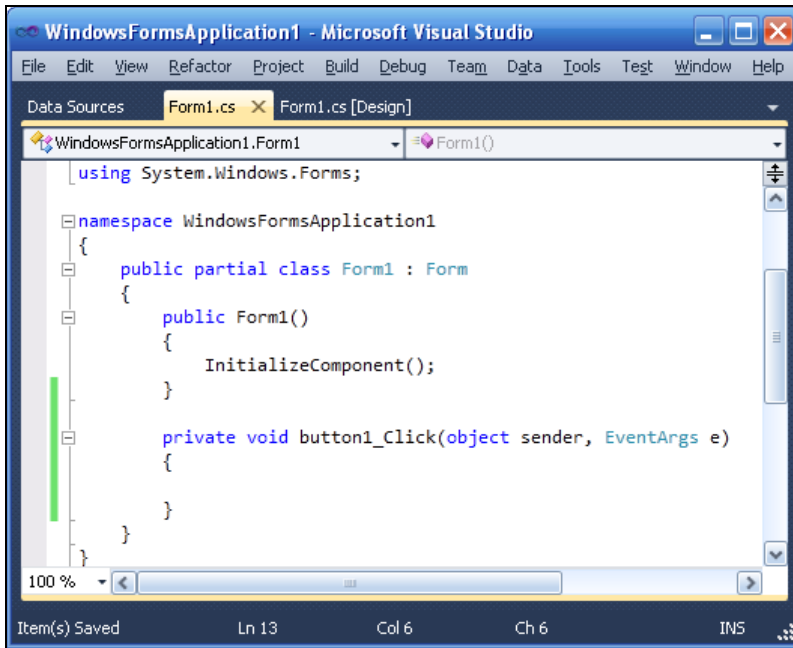 WindowsFormsApplication1 - Microsoft Visual Studio
File Edit View Refactor Project Build Debug Team Data Tools Test Window Help
Data Sources Form1.cs Form1.cs [Design]
WindowsFormsApplication1.Form1 Form1()
using System.Windows.Forms;
namespace WindowsFormsApplication1
{
public partial class Form1 : Form
{
public Form1()
{
InitializeComponent();
}
private void button1_Click(object sender, EventArgs e)
{
}
}
}
100 %
Item(s) Saved Ln 13 Col 6 Ch 6 INS